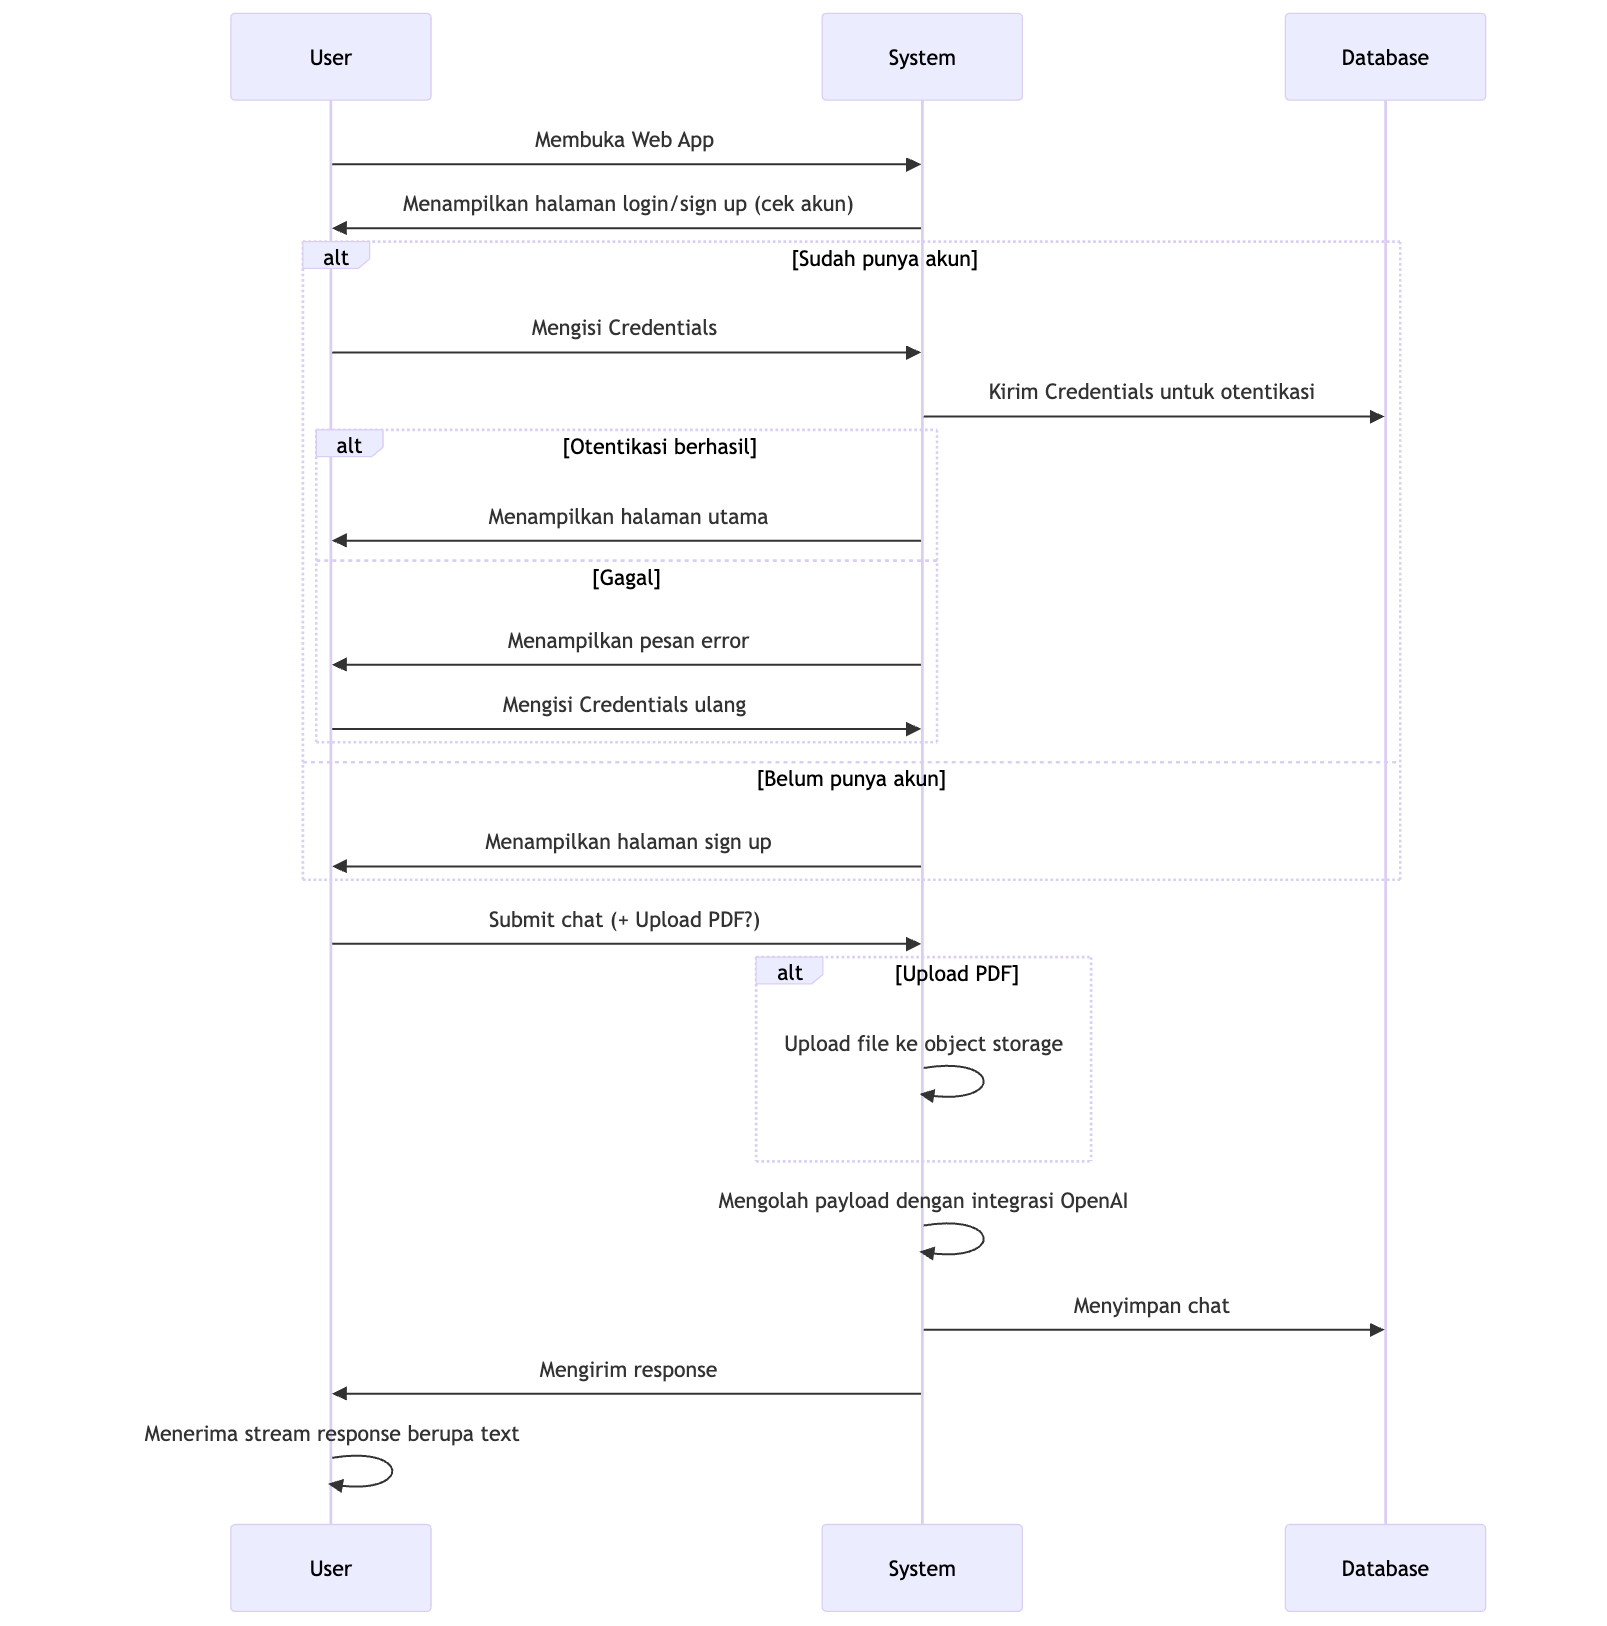 User
System
Database
Membuka Web App
Menampilkan halaman login/sign up (cek akun)
alt
[Sudah punya akun]
Mengisi Credentials
Kirim Credentials untuk otentikasi
alt
[Otentikasi berhasil]
Menampilkan halaman utama
[Gagal]
Menampilkan pesan error
Mengisi Credentials ulang
[Belum punya akun]
Menampilkan halaman sign up
Submit chat (+ Upload PDF?)
alt
[Upload PDF]
Upload file ke object storage
Mengolah payload dengan integrasi OpenAI
Menyimpan chat
Mengirim response
Menerima stream response berupa text
User
System
Database